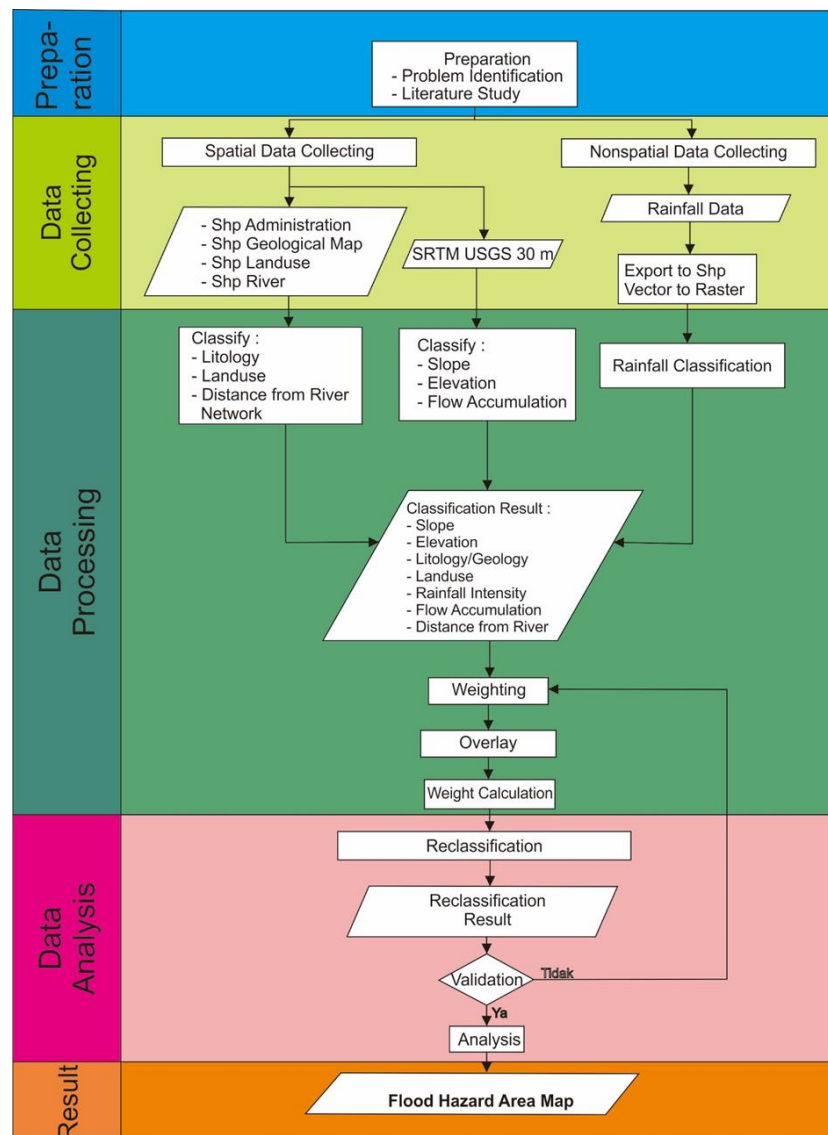 Prepa-
ration
Preparation
- Problem Identification
- Literature Study
Data
Collecting
Spatial Data Collecting
Nonspatial Data Collecting
- Shp Administration
- Shp Geological Map
- Shp Landuse
- Shp River
SRTM USGS 30 m
Rainfall Data
Export to Shp
Vector to Raster
Data
Processing
Classify :
- Litology
- Landuse
- Distance from River
Network
Classify :
- Slope
- Elevation
- Flow Accumulation
Rainfall Classification
Classification Result :
- Slope
- Elevation
- Litology/Geology
- Landuse
- Rainfall Intensity
- Flow Accumulation
- Distance from River
Weighting
Overlay
Weight Calculation
Data
Analysis
Reclassification
Reclassification
Result
Validation
Tidak
Ya
Analysis
Result
Flood Hazard Area Map